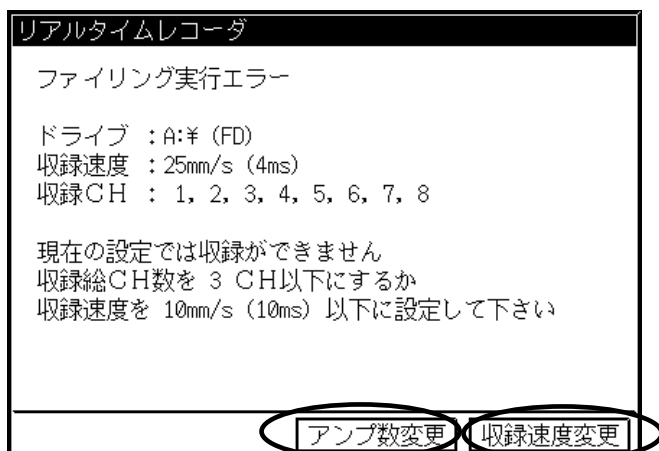 リアルタイムレコーダ
ファイリング実行エラー
ドライブ ：A:¥ (FD)
収録速度 ：25mm/s (4ms)
収録ＣＨ ： 1, 2, 3, 4, 5, 6, 7, 8
現在の設定では収録ができません
収録総ＣＨ数を 3 ＣＨ以下にするか
収録速度を 10mm/s (10ms) 以下に設定して下さい
アンプ数変更 収録速度変更